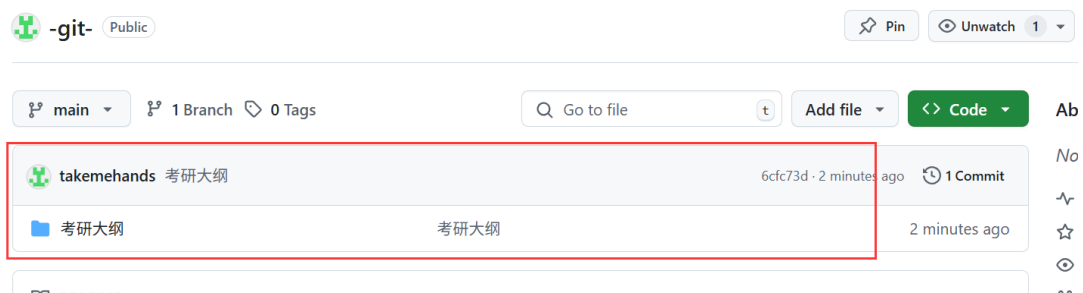 -git- Public Pin Unwatch 1
main 1 Branch 0 Tags Go to file t Add file Code Ab
takemehands 考研大纲 6cfc73d · 2 minutes ago 1 Commit No
考研大纲 考研大纲 2 minutes ago